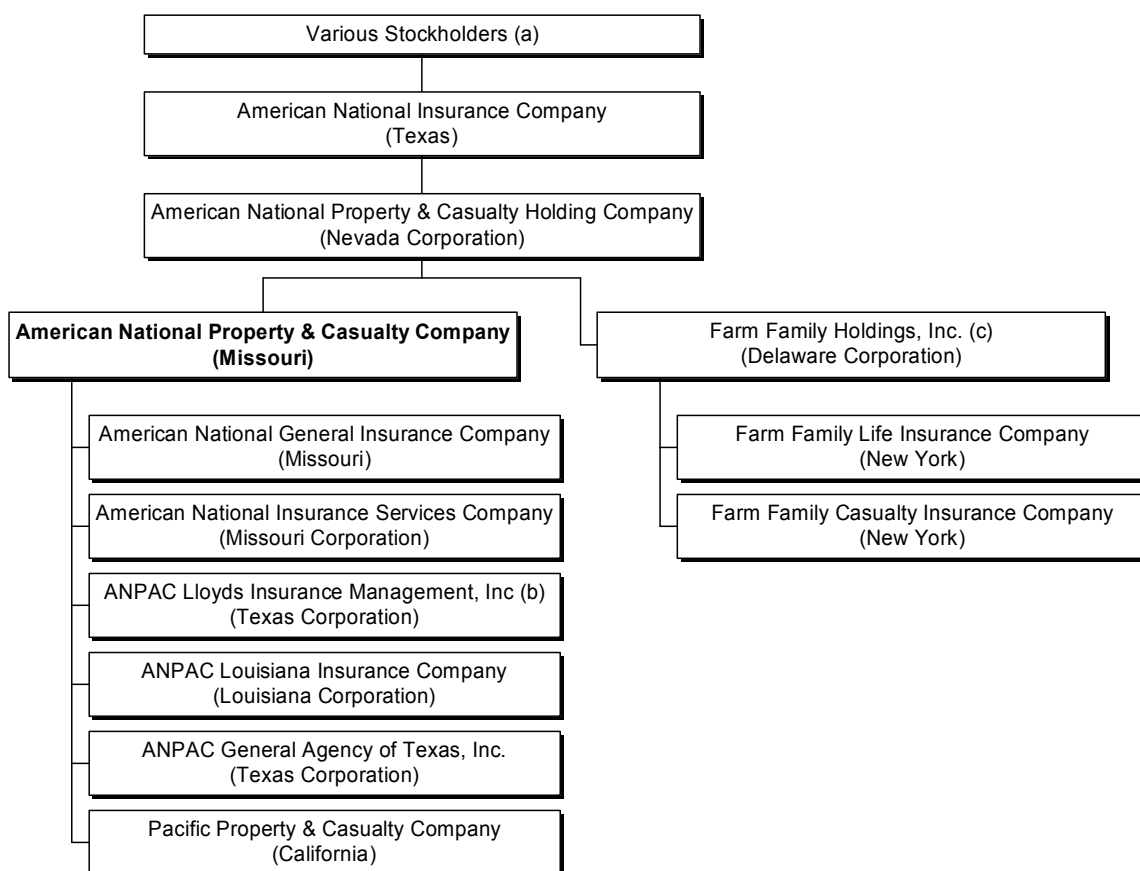 Various Stockholders (a)
American National Insurance Company
(Texas)
American National Property & Casualty Holding Company
(Nevada Corporation)
American National Property & Casualty Company
(Missouri)
Farm Family Holdings, Inc. (c)
(Delaware Corporation)
American National General Insurance Company
(Missouri)
American National Insurance Services Company
(Missouri Corporation)
ANPAC Lloyds Insurance Management, Inc (b)
(Texas Corporation)
ANPAC Louisiana Insurance Company
(Louisiana Corporation)
ANPAC General Agency of Texas, Inc.
(Texas Corporation)
Pacific Property & Casualty Company
(California)
Farm Family Life Insurance Company
(New York)
Farm Family Casualty Insurance Company
(New York)